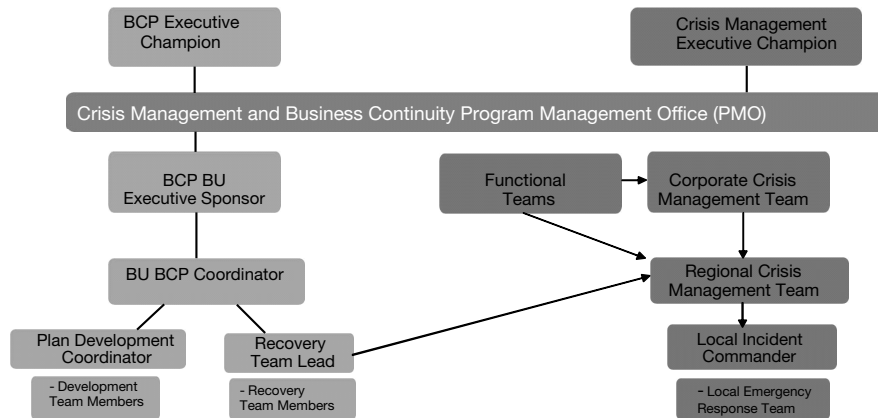 BCP Executive
Champion
Crisis Management
Executive Champion
Crisis Management and Business Continuity Program Management Office (PMO)
BCP BU
Executive Sponsor
Functional
Teams
Corporate Crisis
Management Team
BU BCP Coordinator
Regional Crisis
Management Team
Plan Development
Coordinator
Recovery
Team Lead
Local Incident
Commander
- Development
Team Members
- Recovery
Team Members
- Local Emergency
Response Team